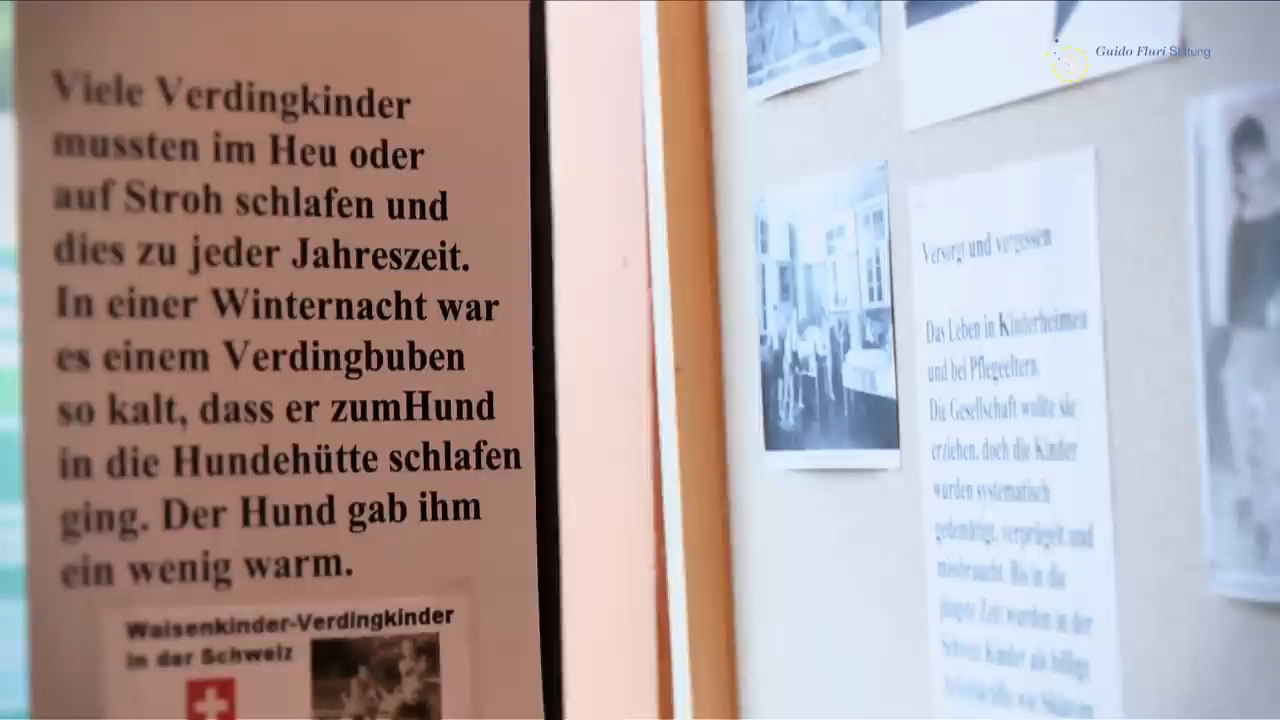 Viele Verdingkinder
mussten im Heu oder
auf Stroh schlafen und
dies zu jeder Jahreszeit.
In einer Winternacht war
es einem Verdingbuben
so kalt, dass er zumHund
in die Hundehütte schlafen
ging. Der Hund gab ihm
ein wenig warm.
Waisenkinder-Verdingkinder
in der Schweiz
Guido Fluri Stiftung
Versorgt und vergessen
Das Leben in Kinderheimen
und bei Pflegeeltern.
Die Gesellschaft wollte sie
erziehen, doch die Kinder
wurden systematisch
gedemütigt, verprügelt und
missbraucht. Bis in die
jüngste Zeit wurden in der
Schweiz Kinder als billige